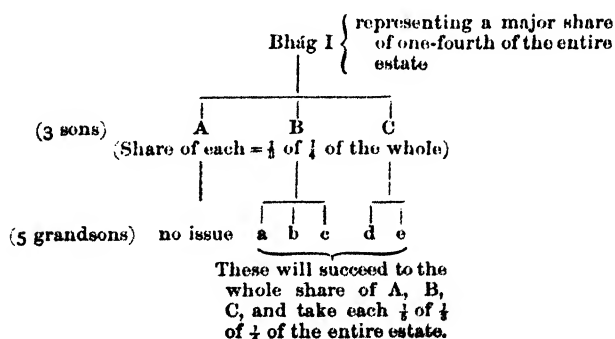 Bhág I { representing a major share
of one-fourth of the entire
estate
(3 sons) A B C
(Share of each = ⅓ of ¼ of the whole)
(5 grandsons) no issue a b c d e
These will succeed to the
whole share of A, B,
C, and take each ⅕ of ⅓
of ¼ of the entire estate.